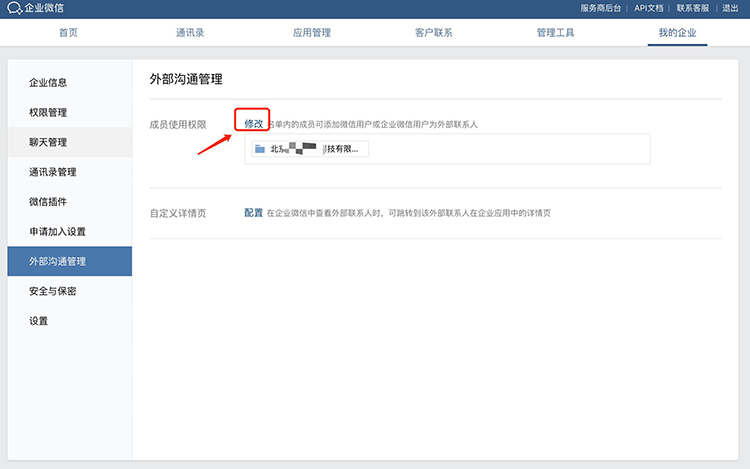 企业微信
服务商后台 | API文档 | 联系客服 | 退出
首页 通讯录 应用管理 客户联系 管理工具 我的企业
企业信息
权限管理
聊天管理
通讯录管理
微信插件
申请加入设置
外部沟通管理
安全与保密
设置
外部沟通管理
成员使用权限
修改 名单内的成员可添加微信用户或企业微信用户为外部联系人
北京 科技有限...
自定义详情页
配置 在企业微信中查看外部联系人时，可跳转到该外部联系人在企业应用中的详情页